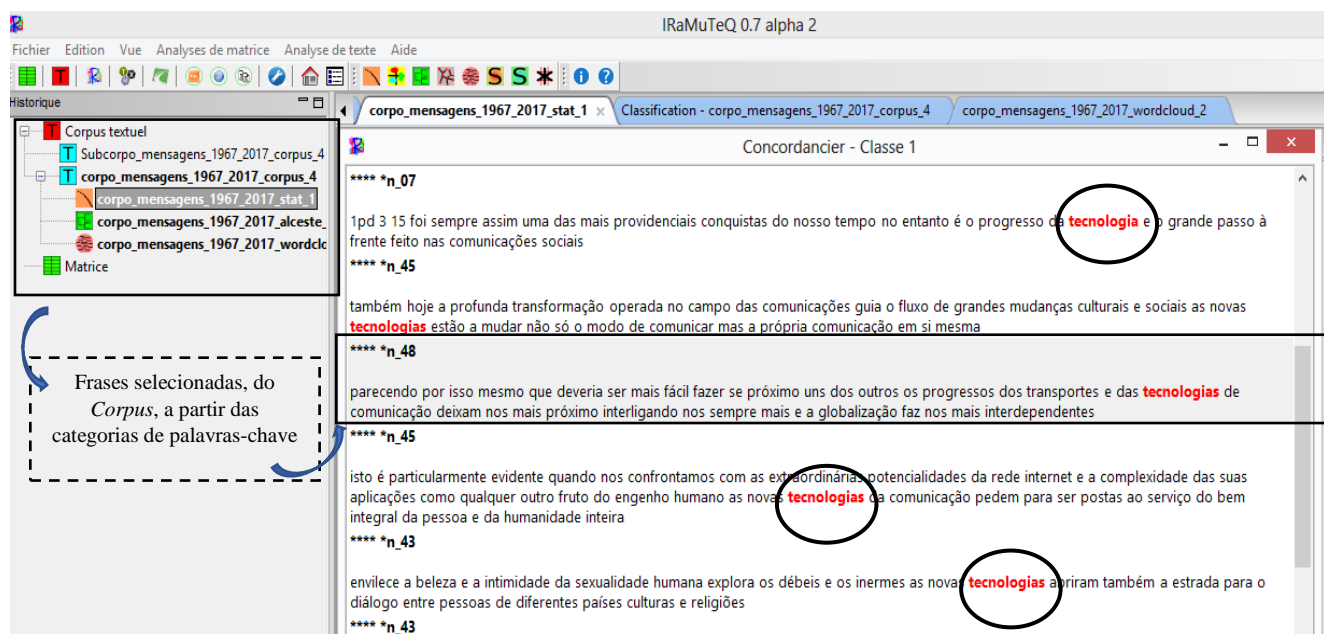 IRaMuTeQ 0.7 alpha 2
Fichier Edition Vue Analyses de matrice Analyse de texte Aide
Historique
Corpus textuel
Subcorpo_mensagens_1967_2017_corpus_4
corpo_mensagens_1967_2017_corpus_4
corpo_mensagens_1967_2017_stat_1
corpo_mensagens_1967_2017_alceste_
corpo_mensagens_1967_2017_wordclo
Matrice
Frases selecionadas, do
Corpus, a partir das
categorias de palavras-chave
corpo_mensagens_1967_2017_stat_1 Classification - corpo_mensagens_1967_2017_corpus_4 corpo_mensagens_1967_2017_wordcloud_2
Concordancier - Classe 1
**** *n_07
1pd 3 15 foi sempre assim uma das mais providenciais conquistas do nosso tempo no entanto é o progresso da tecnologia e o grande passo à
frente feito nas comunicações sociais
**** *n_45
também hoje a profunda transformação operada no campo das comunicações guia o fluxo de grandes mudanças culturais e sociais as novas
tecnologias estão a mudar não só o modo de comunicar mas a própria comunicação em si mesma
**** *n_48
parecendo por isso mesmo que deveria ser mais fácil fazer se próximo uns dos outros os progressos dos transportes e das tecnologias de
comunicação deixam nos mais próximo interligando nos sempre mais e a globalização faz nos mais interdependentes
**** *n_45
isto é particularmente evidente quando nos confrontamos com as extraordinárias potencialidades da rede internet e a complexidade das suas
aplicações como qualquer outro fruto do engenho humano as novas tecnologias da comunicação pedem para ser postas ao serviço do bem
integral da pessoa e da humanidade inteira
**** *n_43
envilece a beleza e a intimidade da sexualidade humana explora os débeis e os inermes as novas tecnologias abriram também a estrada para o
diálogo entre pessoas de diferentes países culturas e religiões
**** *n_43